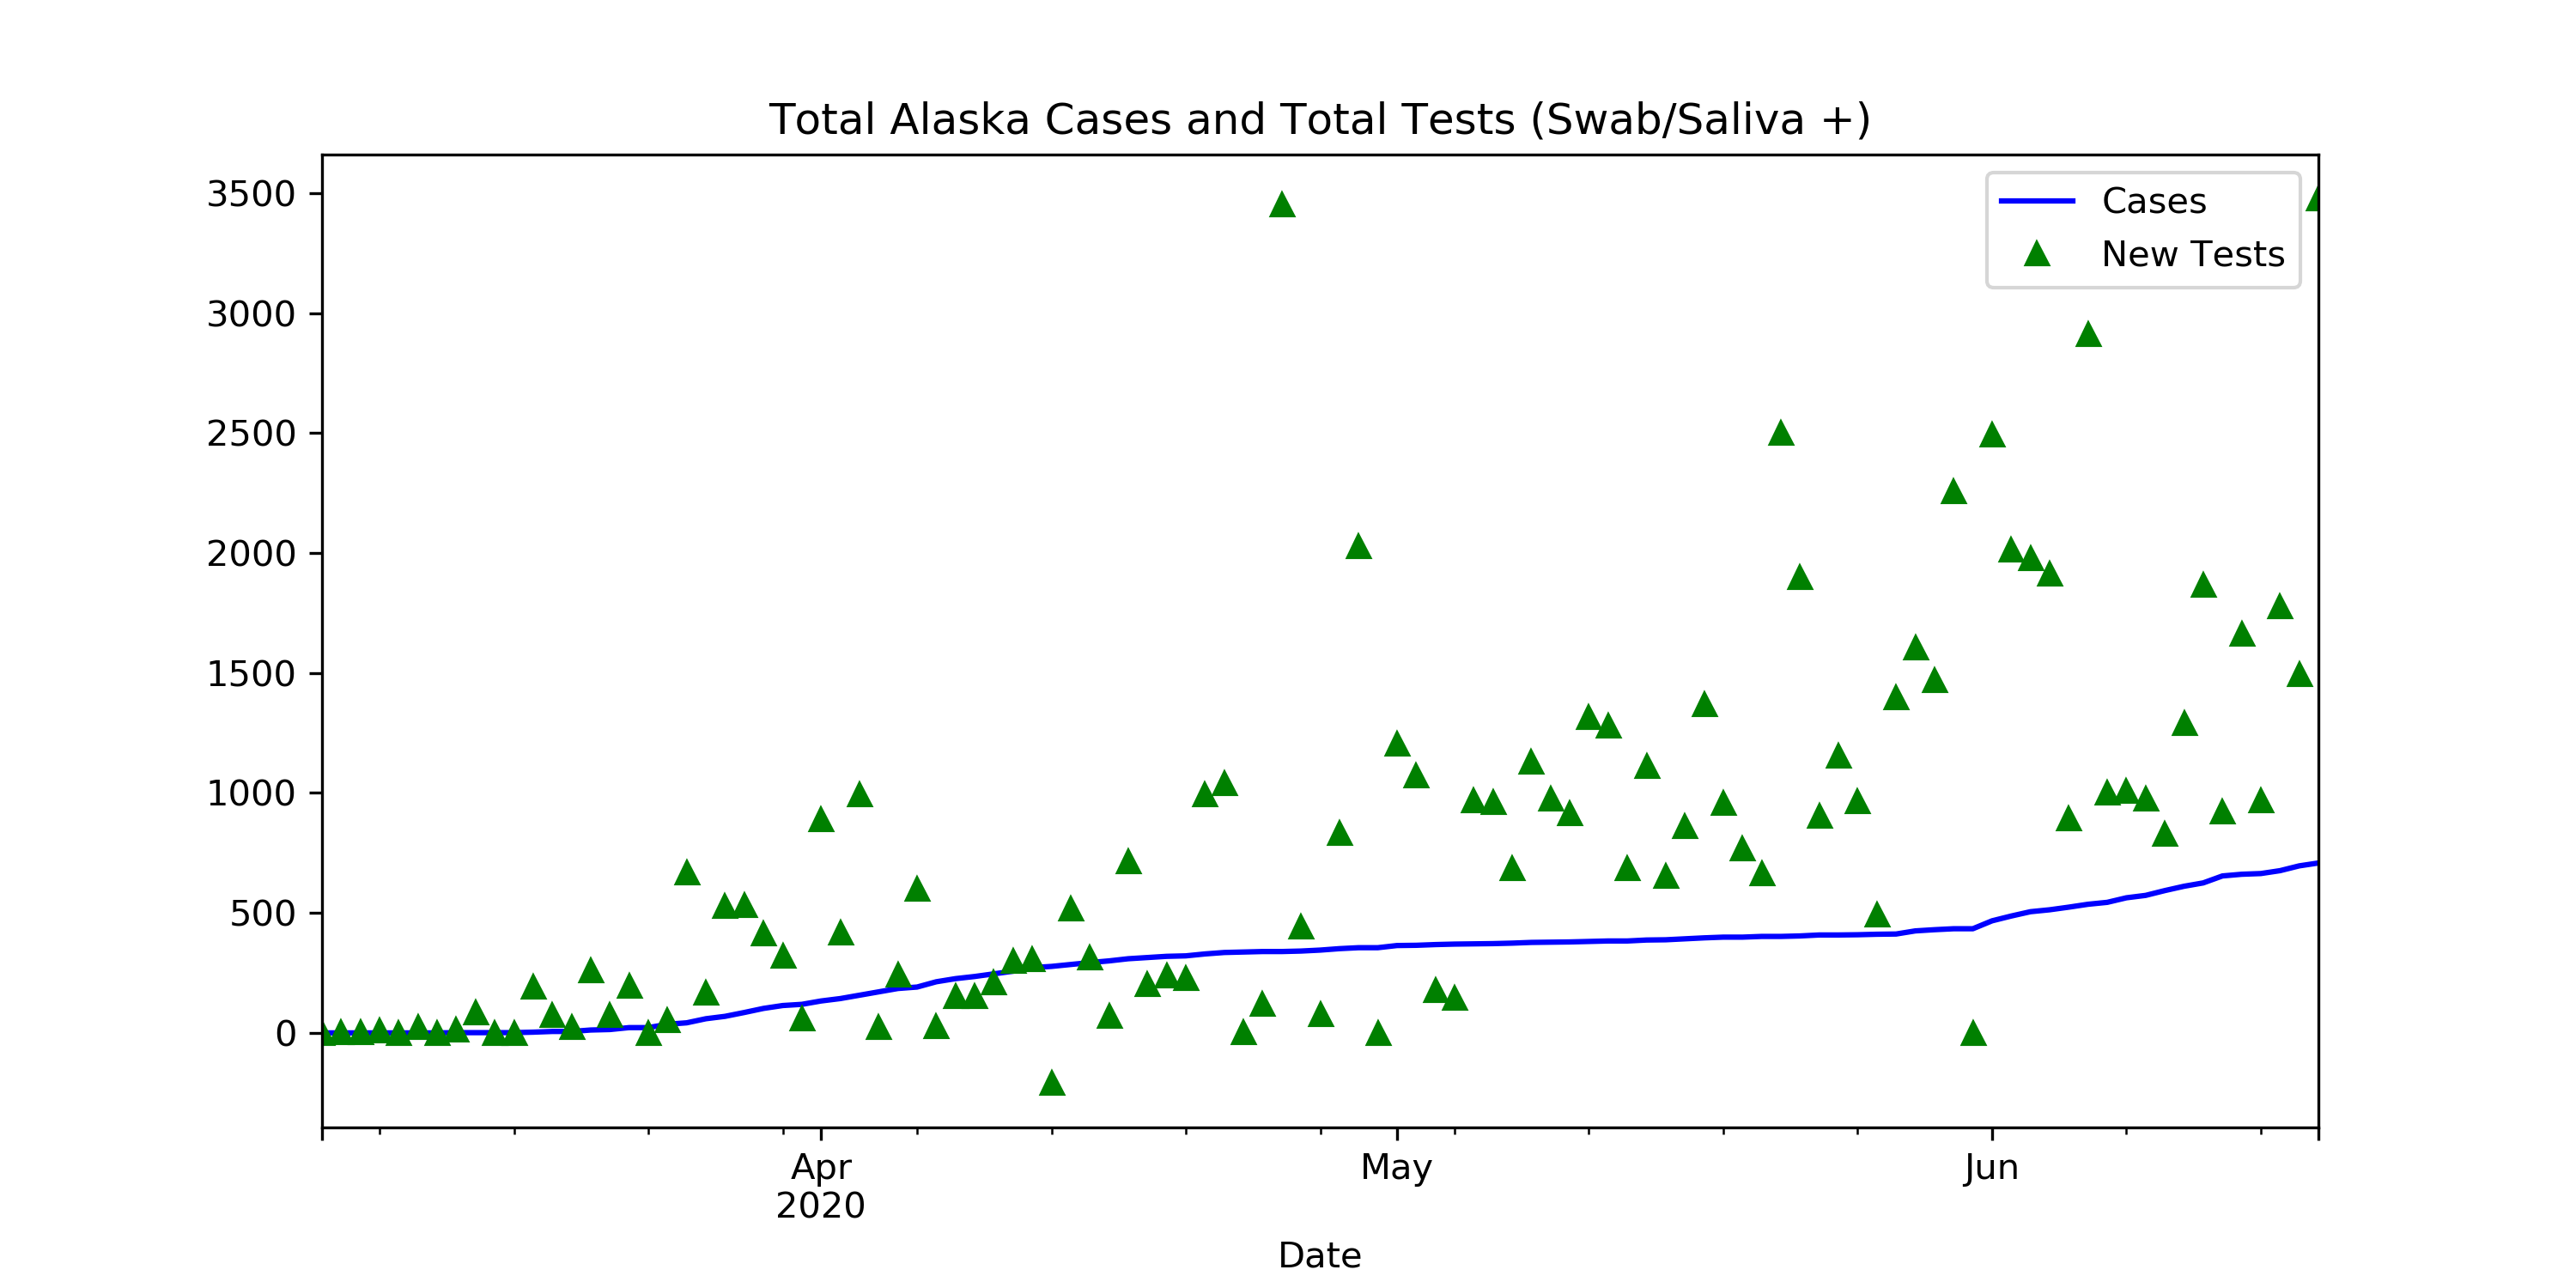 Total Alaska Cases and Total Tests (Swab/Saliva +)
Cases
New Tests
3500
3000
2500
2000
1500
1000
500
0
Apr
2020
May
Jun
Date